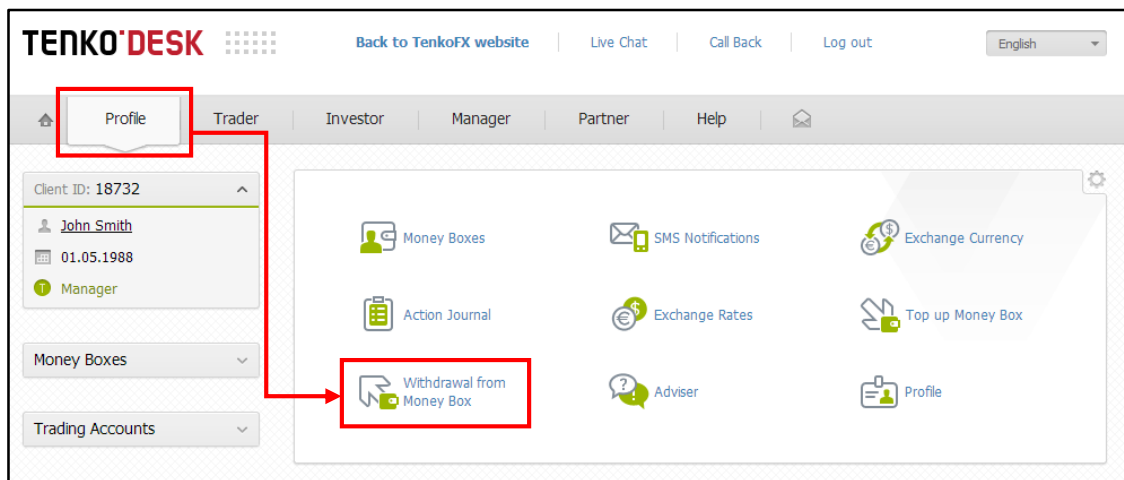 TENKO DESK
Back to TenkoFX website
Live Chat
Call Back
Log out
English
Profile
Trader
Investor
Manager
Partner
Help
Client ID: 18732
John Smith
01.05.1988
T Manager
Money Boxes
Trading Accounts
Money Boxes
SMS Notifications
Exchange Currency
Action Journal
Exchange Rates
Top up Money Box
Withdrawal from
Money Box
Adviser
Profile